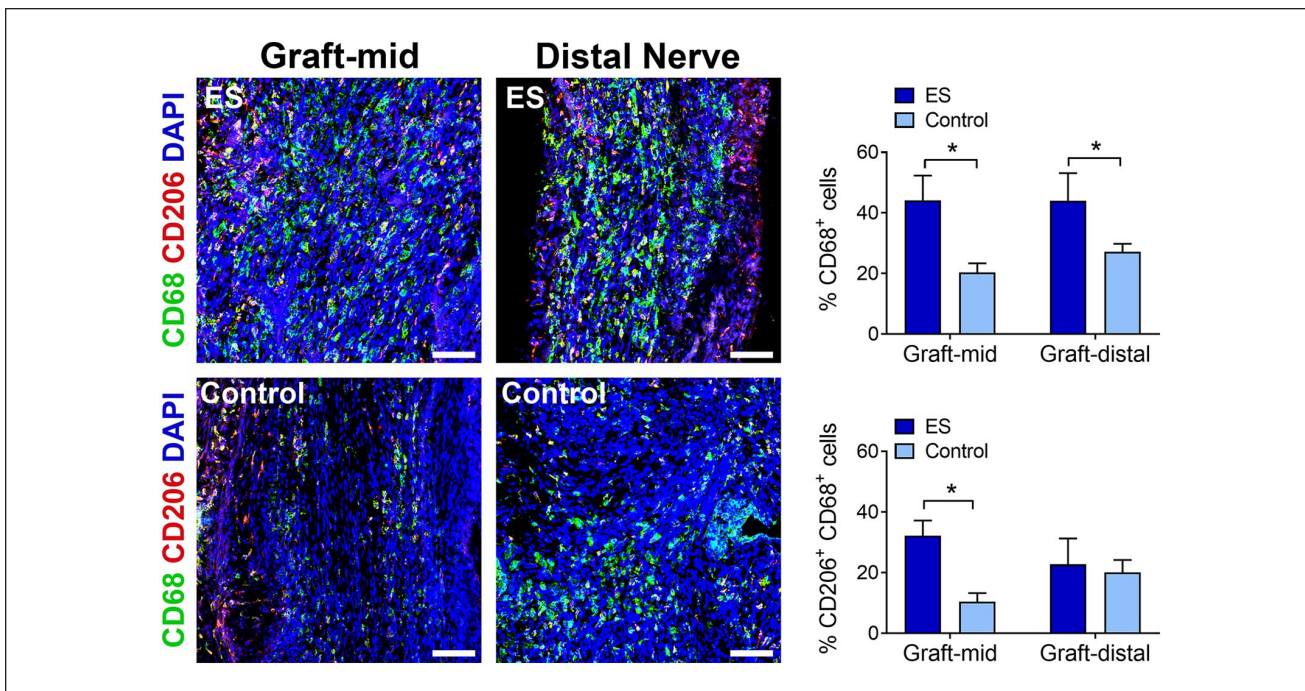 Graft-mid
Distal Nerve
CD68 CD206 DAPI
ES
ES
CD68 CD206 DAPI
Control
Control
ES
Control
% CD68⁺ cells
60
40
20
0
*
*
Graft-mid
Graft-distal
ES
Control
% CD206⁺ CD68⁺ cells
60
40
20
0
*
Graft-mid
Graft-distal